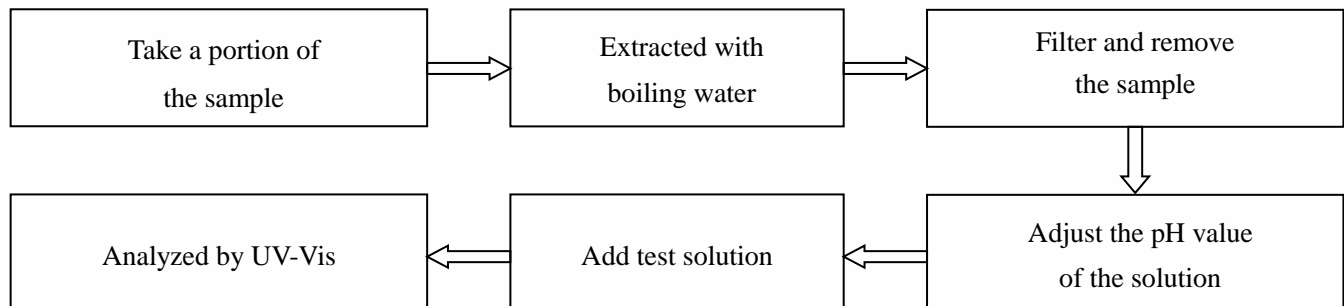 Take a portion of
the sample
Extracted with
boiling water
Filter and remove
the sample
Adjust the pH value
of the solution
Add test solution
Analyzed by UV-Vis